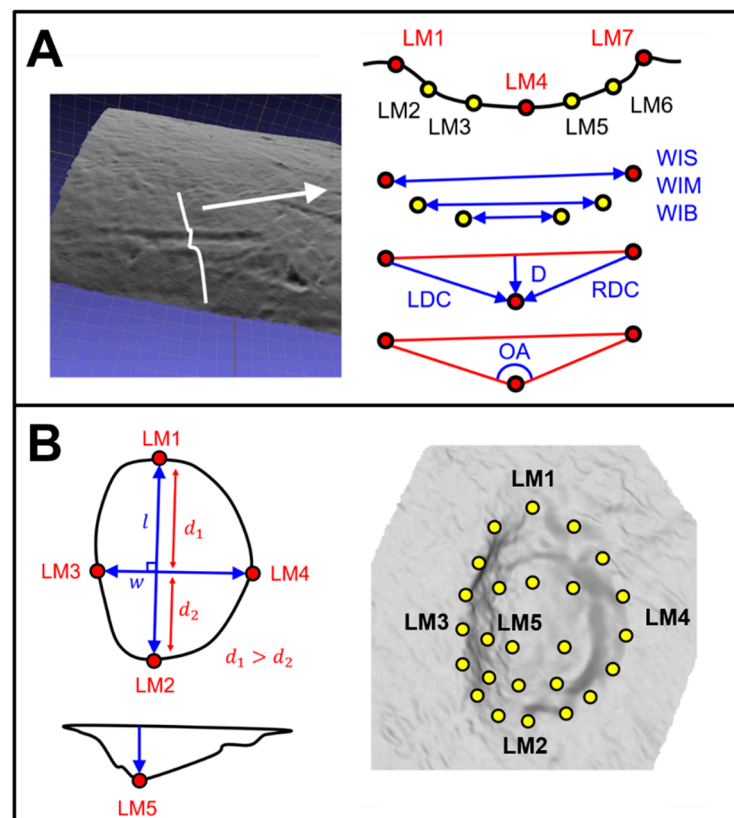 A
LM1
LM7
LM4
LM2
LM3
LM5
LM6
WIS
WIM
WIB
D
LDC
RDC
OA
B
LM1
l
d₁
LM3
w
LM4
d₂
d₁ > d₂
LM2
LM5
LM1
LM3
LM5
LM4
LM2